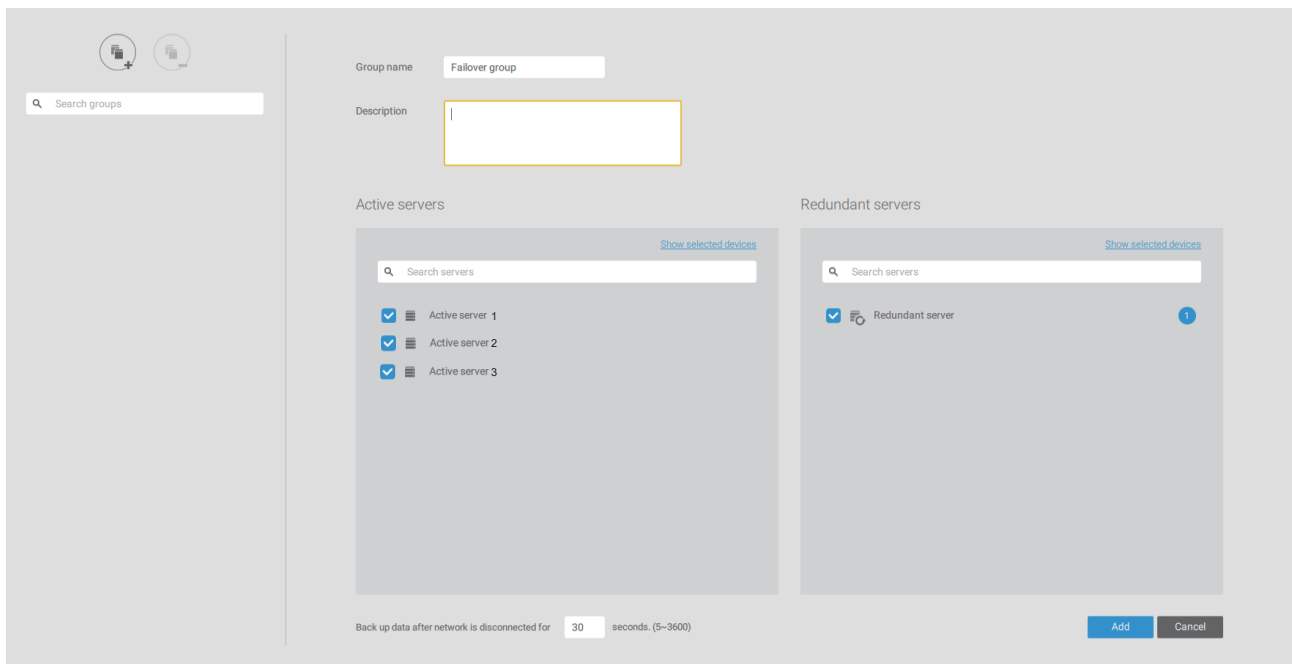 Search groups
Group name
Failover group
Description
Active servers
Show selected devices
Search servers
Active server 1
Active server 2
Active server 3
Redundant servers
Show selected devices
Search servers
Redundant server 1
Back up data after network is disconnected for 30 seconds. (5~3600)
Add Cancel